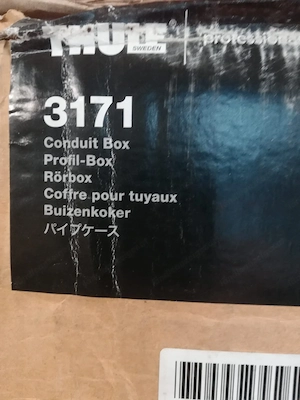 THULE
SWEDEN
professional
3171
Conduit Box
Profil-Box
Rörbox
Coffre pour tuyaux
Buizenkoker
パイプケース